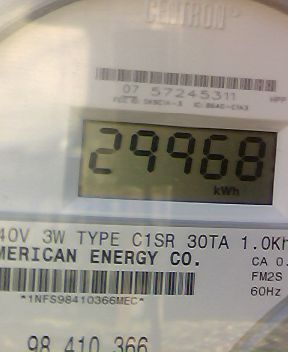 CENTRON
07 57245311
29968
kWh
40V 3W TYPE C1SR 30TA 1.0Kh
MERICAN ENERGY CO.
CA 0.
FM2S
60Hz
*1NFS98410366MEC*
98 410 366